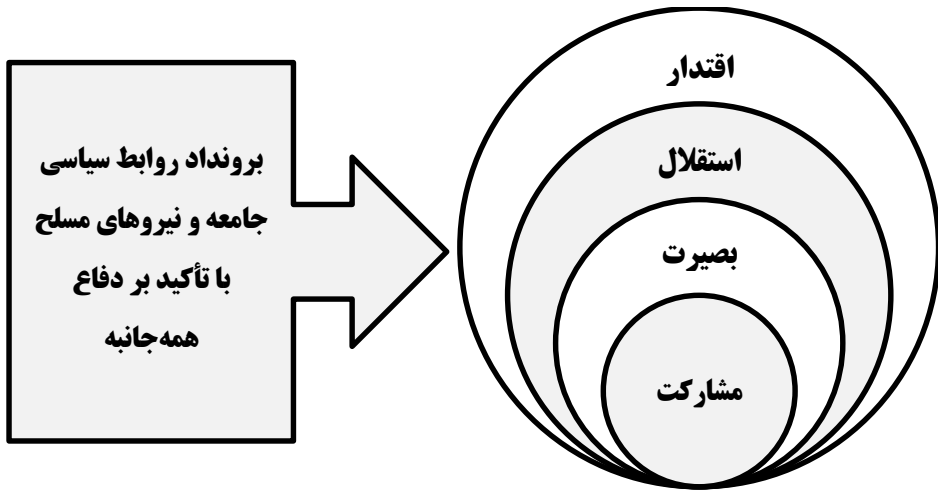 برونداد روابط سیاسی
جامعه و نیروهای مسلح
با تأکید بر دفاع
همه‌جانبه
اقتدار
استقلال
بصیرت
مشارکت